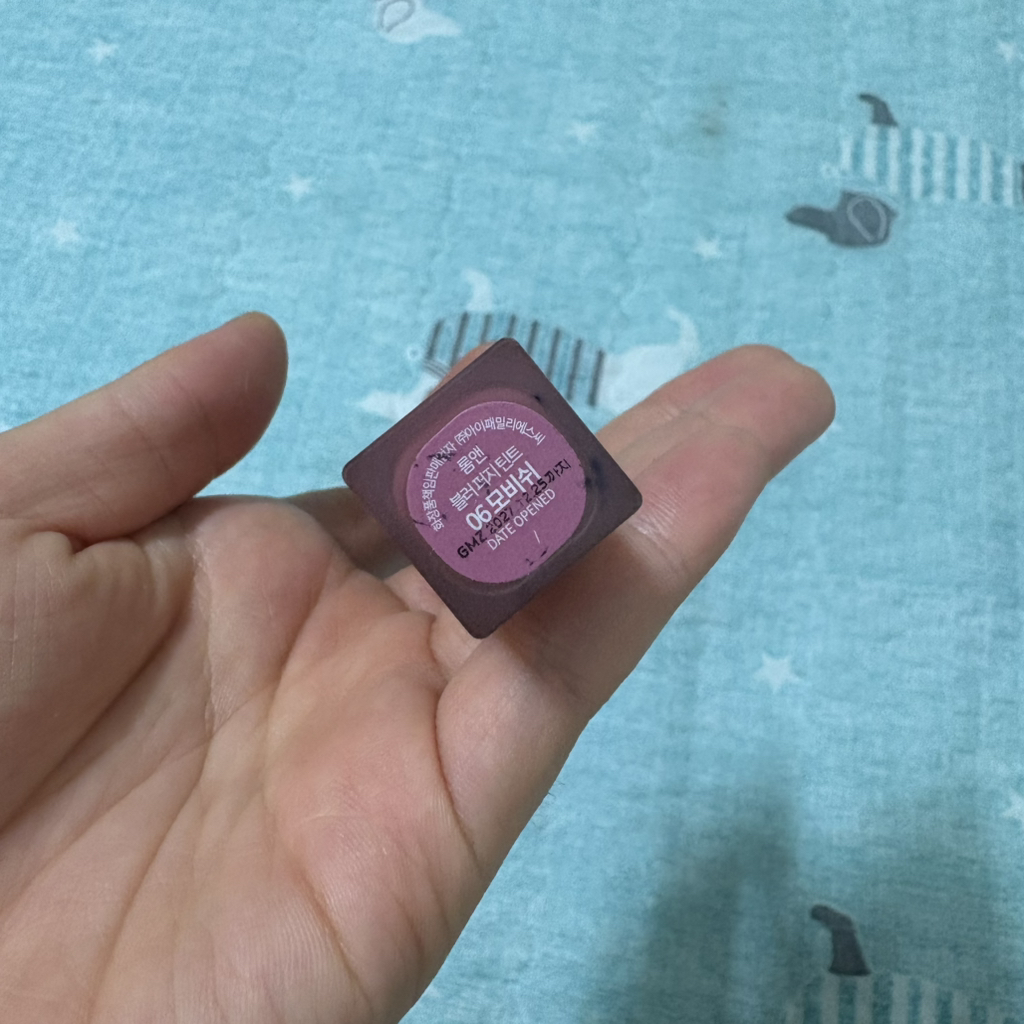 화장품책임판매업자 (주)아이패밀리에스씨
롬앤
블러퍼지 틴트
06 모비쉬
GMZ 2027 12.25까지
DATE OPENED
/